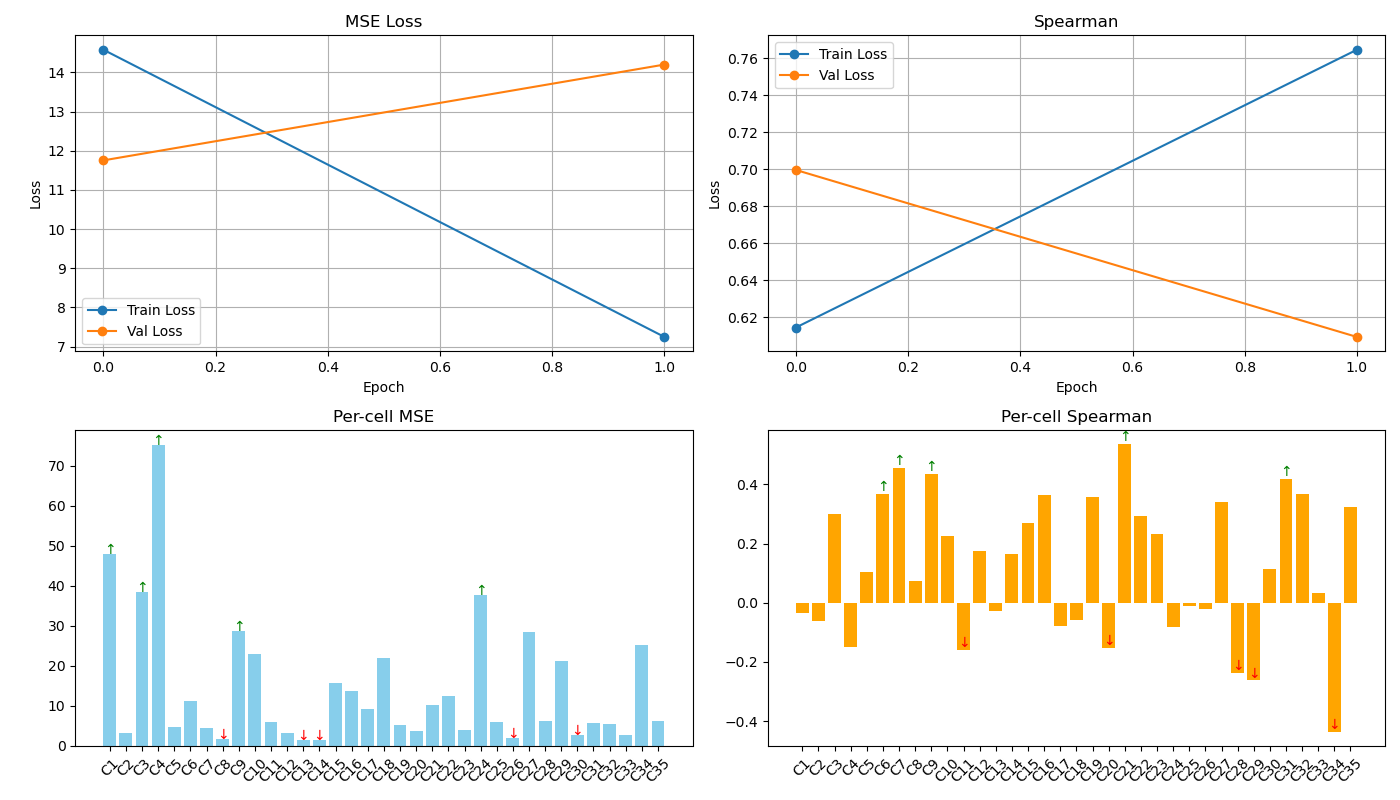 MSE Loss
Loss
14
13
12
11
10
9
8
7
Train Loss
Val Loss
0.0 0.2 0.4 0.6 0.8 1.0
Epoch
Spearman
Loss
0.76
0.74
0.72
0.70
0.68
0.66
0.64
0.62
Train Loss
Val Loss
0.0 0.2 0.4 0.6 0.8 1.0
Epoch
Per-cell MSE
70
60
50
40
30
20
10
0
↑ ↑ ↑ ↓ ↑ ↓ ↓ ↑ ↓ ↓
C1 C2 C3 C4 C5 C6 C7 C8 C9 C10 C11 C12 C13 C14 C15 C16 C17 C18 C19 C20 C21 C22 C23 C24 C25 C26 C27 C28 C29 C30 C31 C32 C33 C34 C35
Per-cell Spearman
0.4
0.2
0.0
−0.2
−0.4
↑ ↑ ↑ ↓ ↓ ↑ ↓ ↓ ↑ ↓
C1 C2 C3 C4 C5 C6 C7 C8 C9 C10 C11 C12 C13 C14 C15 C16 C17 C18 C19 C20 C21 C22 C23 C24 C25 C26 C27 C28 C29 C30 C31 C32 C33 C34 C35